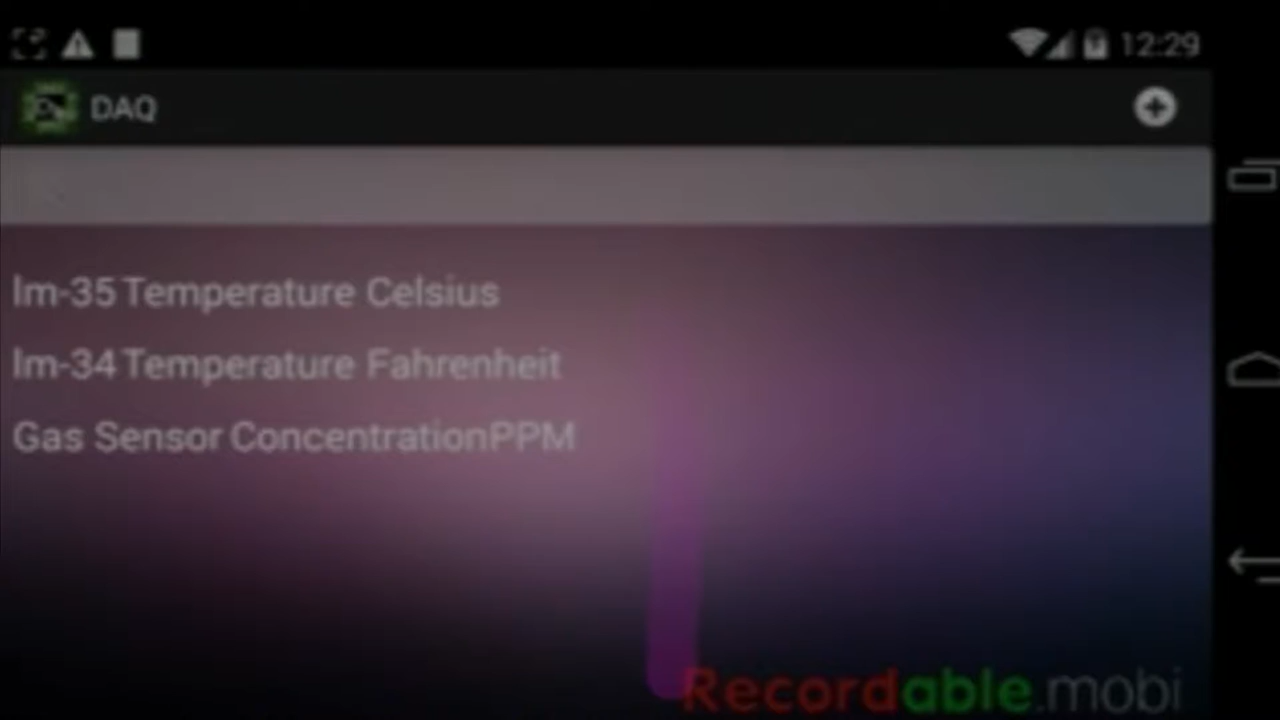 12:29
DAQ
lm-35 Temperature Celsius
lm-34 Temperature Fahrenheit
Gas Sensor ConcentrationPPM
Recordable.mobi